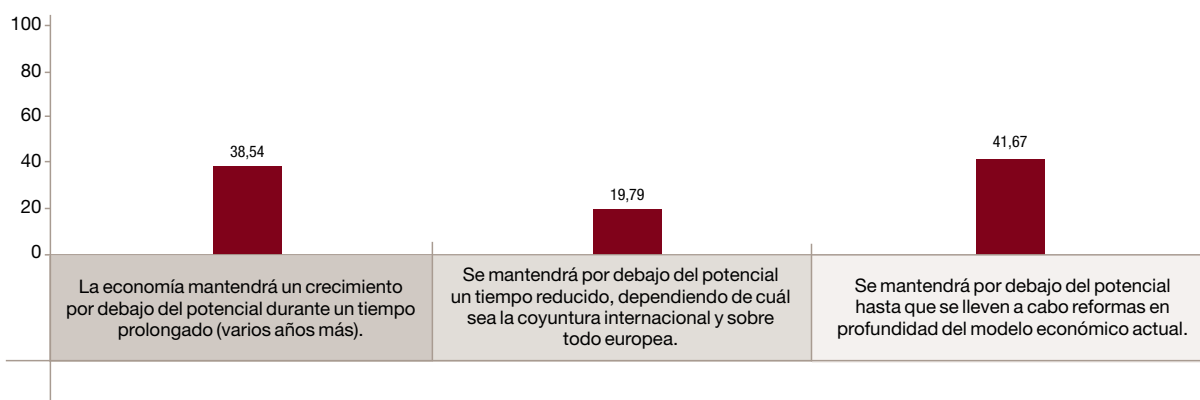 100
80
60
40
20
0
38,54
19,79
41,67
La economía mantendrá un crecimiento
por debajo del potencial durante un tiempo
prolongado (varios años más).
Se mantendrá por debajo del potencial
un tiempo reducido, dependiendo de cuál
sea la coyuntura internacional y sobre
todo europea.
Se mantendrá por debajo del potencial
hasta que se lleven a cabo reformas en
profundidad del modelo económico actual.